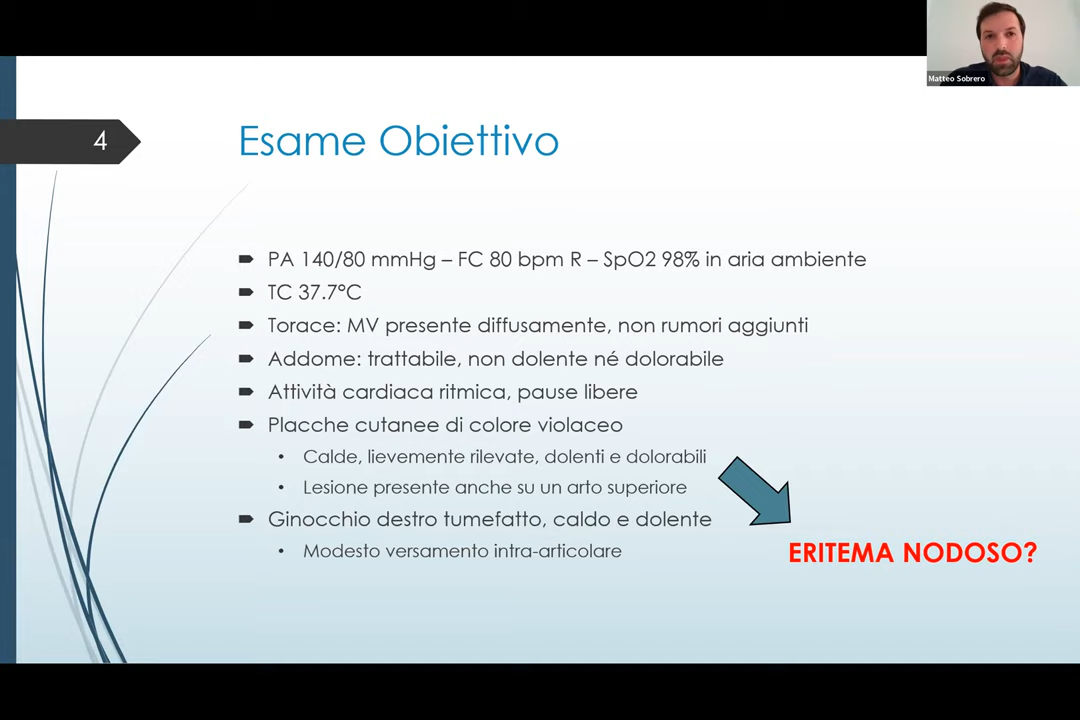 Matteo Sobrero
4
Esame Obiettivo
PA 140/80 mmHg – FC 80 bpm R – SpO2 98% in aria ambiente
TC 37.7°C
Torace: MV presente diffusamente, non rumori aggiunti
Addome: trattabile, non dolente né dolorabile
Attività cardiaca ritmica, pause libere
Placche cutanee di colore violaceo
Calde, lievemente rilevate, dolenti e dolorabili
Lesione presente anche su un arto superiore
Ginocchio destro tumefatto, caldo e dolente
Modesto versamento intra-articolare
ERITEMA NODOSO?